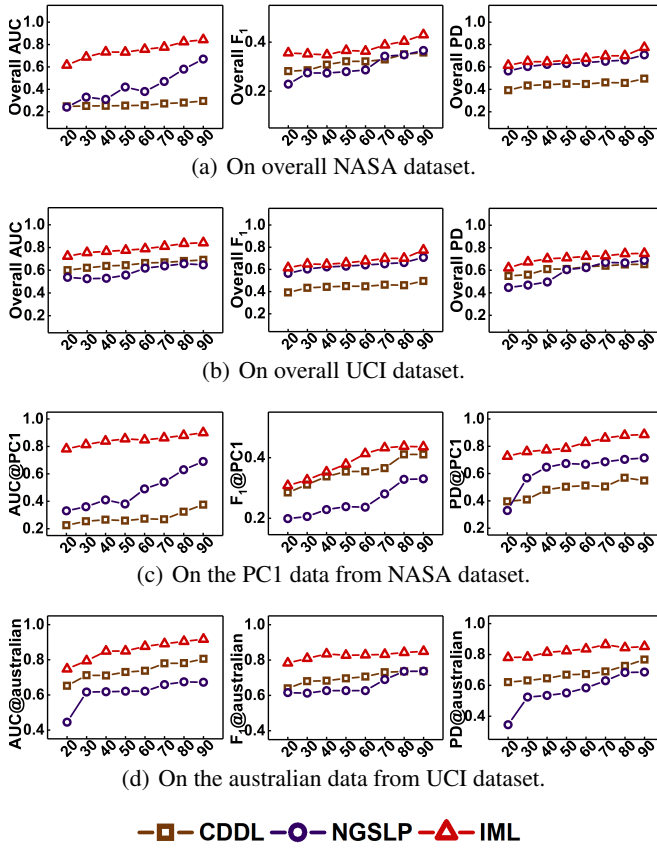 Overall AUC
1.0
0.8
0.6
0.4
0.2
20 30 40 50 60 70 80 90
Overall F1
0.4
0.2
20 30 40 50 60 70 80 90
Overall PD
1.0
0.8
0.6
0.4
0.2
20 30 40 50 60 70 80 90
(a) On overall NASA dataset.
Overall AUC
1.0
0.8
0.6
0.4
0.2
20 30 40 50 60 70 80 90
Overall F1
1.0
0.8
0.6
0.4
0.2
20 30 40 50 60 70 80 90
Overall PD
1.0
0.8
0.6
0.4
0.2
20 30 40 50 60 70 80 90
(b) On overall UCI dataset.
AUC@PC1
1.0
0.8
0.6
0.4
0.2
20 30 40 50 60 70 80 90
F1@PC1
0.4
0.2
20 30 40 50 60 70 80 90
PD@PC1
1.0
0.8
0.6
0.4
0.2
20 30 40 50 60 70 80 90
(c) On the PC1 data from NASA dataset.
AUC@australian
1.0
0.8
0.6
0.4
20 30 40 50 60 70 80 90
F1@australian
1.0
0.8
0.6
0.4
0.2
20 30 40 50 60 70 80 90
PD@australian
1.0
0.8
0.6
0.4
20 30 40 50 60 70 80 90
(d) On the australian data from UCI dataset.
CDDL NGSLP IML